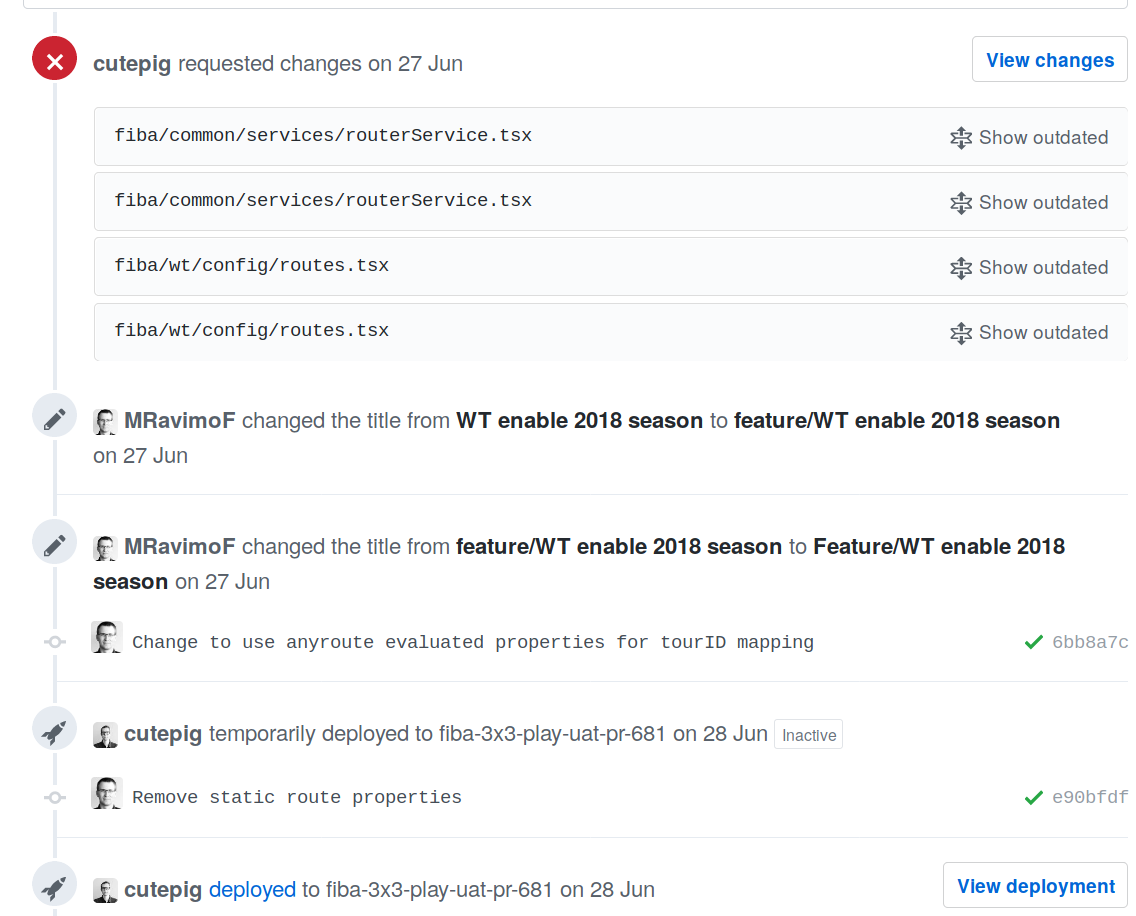 cutepig requested changes on 27 Jun
View changes
fiba/common/services/routerService.tsx
Show outdated
fiba/common/services/routerService.tsx
Show outdated
fiba/wt/config/routes.tsx
Show outdated
fiba/wt/config/routes.tsx
Show outdated
MRavimoF changed the title from WT enable 2018 season to feature/WT enable 2018 season
on 27 Jun
MRavimoF changed the title from feature/WT enable 2018 season to Feature/WT enable 2018
season on 27 Jun
Change to use anyroute evaluated properties for tourID mapping
6bb8a7c
cutepig temporarily deployed to fiba-3x3-play-uat-pr-681 on 28 Jun Inactive
Remove static route properties
e90bfdf
cutepig deployed to fiba-3x3-play-uat-pr-681 on 28 Jun
View deployment